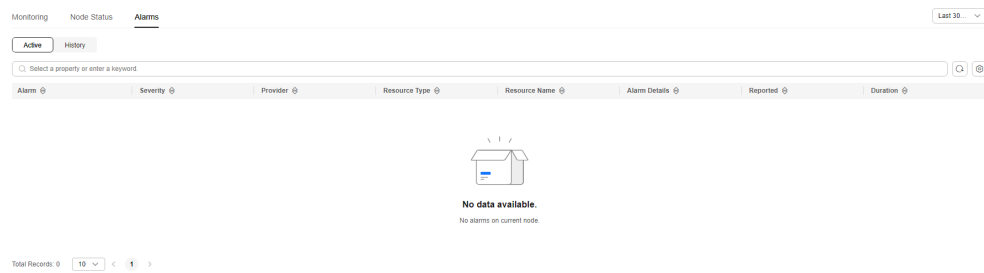 Monitoring Node Status Alarms Last 30...
Active History
Select a property or enter a keyword.
Alarm Severity Provider Resource Type Resource Name Alarm Details Reported Duration
No data available.
No alarms on current node.
Total Records: 0 10 < 1 >